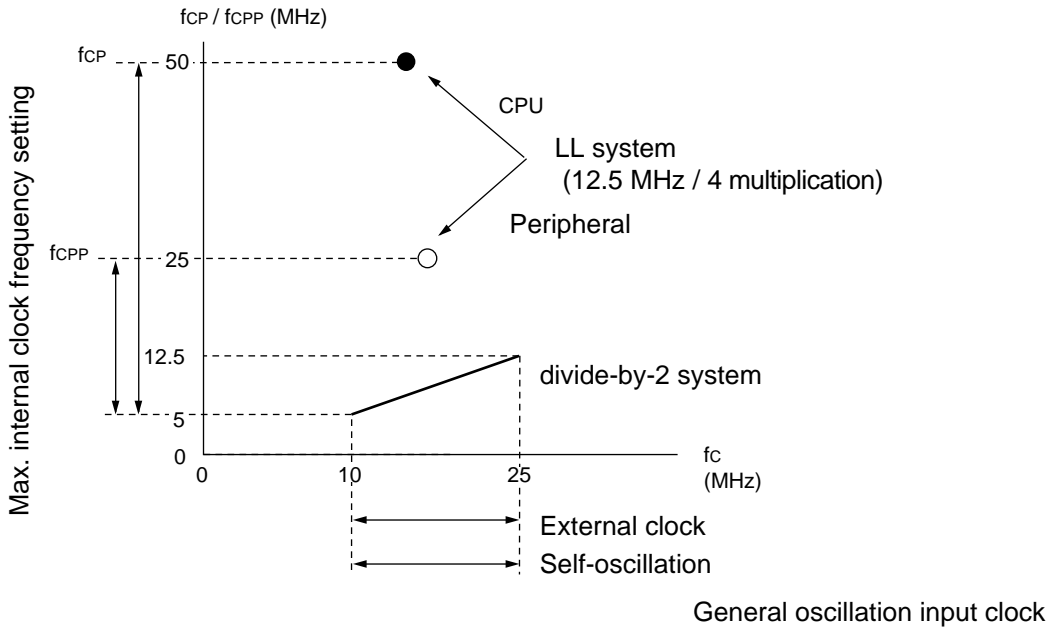 fCP / fCPP (MHz)
Max. internal clock frequency setting
fCP
50
CPU
LL system
(12.5 MHz / 4 multiplication)
Peripheral
fCPP
25
12.5
divide-by-2 system
5
0
0
10
25
fC
(MHz)
External clock
Self-oscillation
General oscillation input clock